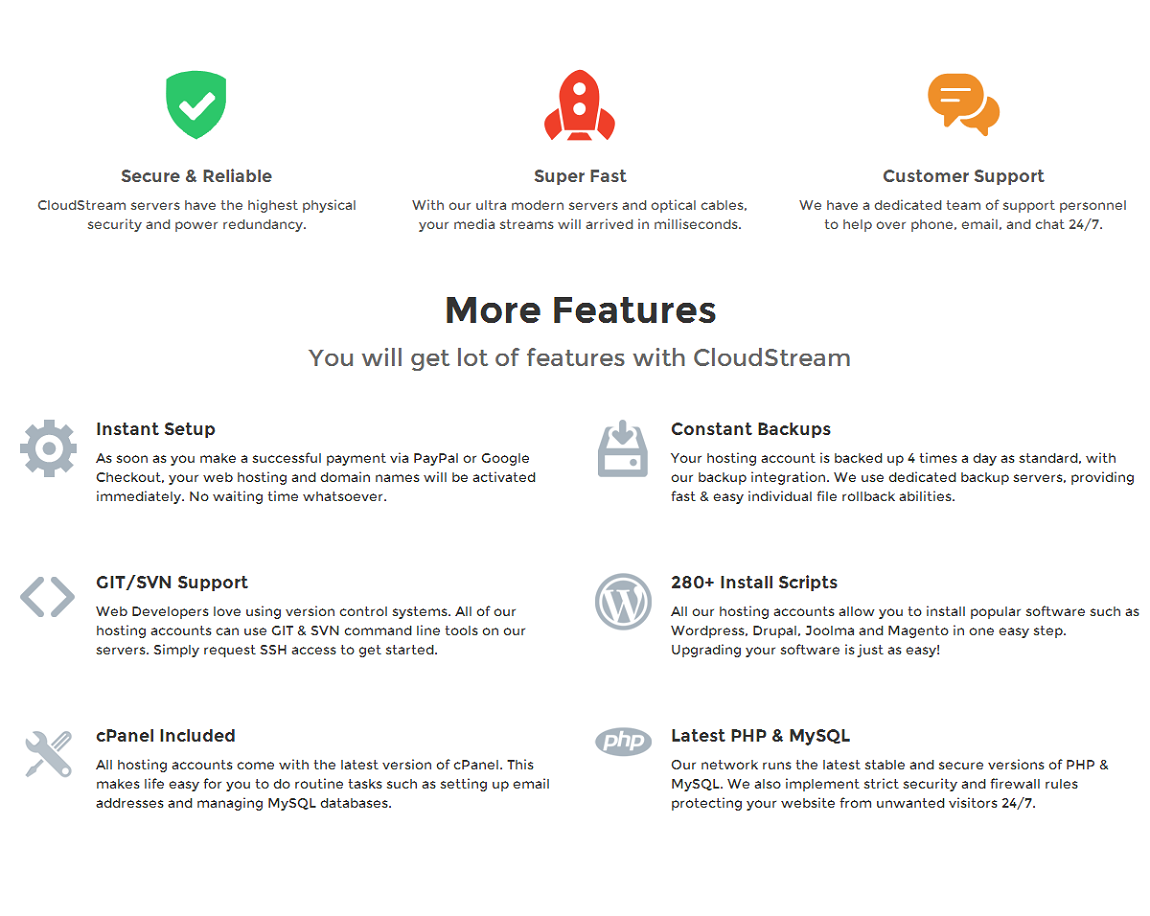 Secure & Reliable
CloudStream servers have the highest physical
security and power redundancy.
Super Fast
With our ultra modern servers and optical cables,
your media streams will arrived in milliseconds.
Customer Support
We have a dedicated team of support personnel
to help over phone, email, and chat 24/7.
More Features
You will get lot of features with CloudStream
Instant Setup
As soon as you make a successful payment via PayPal or Google
Checkout, your web hosting and domain names will be activated
immediately. No waiting time whatsoever.
Constant Backups
Your hosting account is backed up 4 times a day as standard, with
our backup integration. We use dedicated backup servers, providing
fast & easy individual file rollback abilities.
GIT/SVN Support
Web Developers love using version control systems. All of our
hosting accounts can use GIT & SVN command line tools on our
servers. Simply request SSH access to get started.
280+ Install Scripts
All our hosting accounts allow you to install popular software such as
Wordpress, Drupal, Joolma and Magento in one easy step.
Upgrading your software is just as easy!
cPanel Included
All hosting accounts come with the latest version of cPanel. This
makes life easy for you to do routine tasks such as setting up email
addresses and managing MySQL databases.
php
Latest PHP & MySQL
Our network runs the latest stable and secure versions of PHP &
MySQL. We also implement strict security and firewall rules
protecting your website from unwanted visitors 24/7.